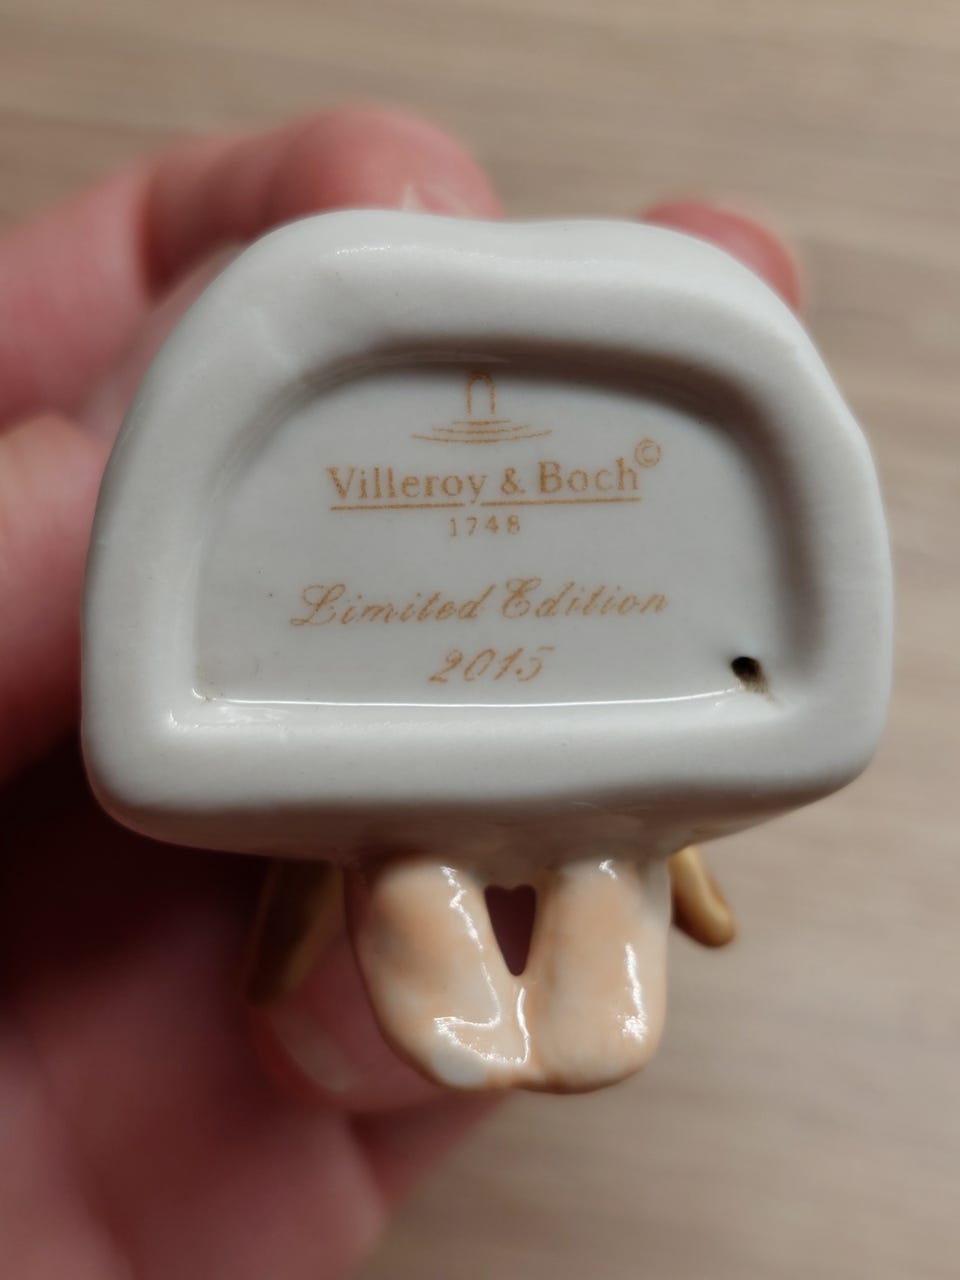 Villeroy & Boch©
1748
Limited Edition
2015